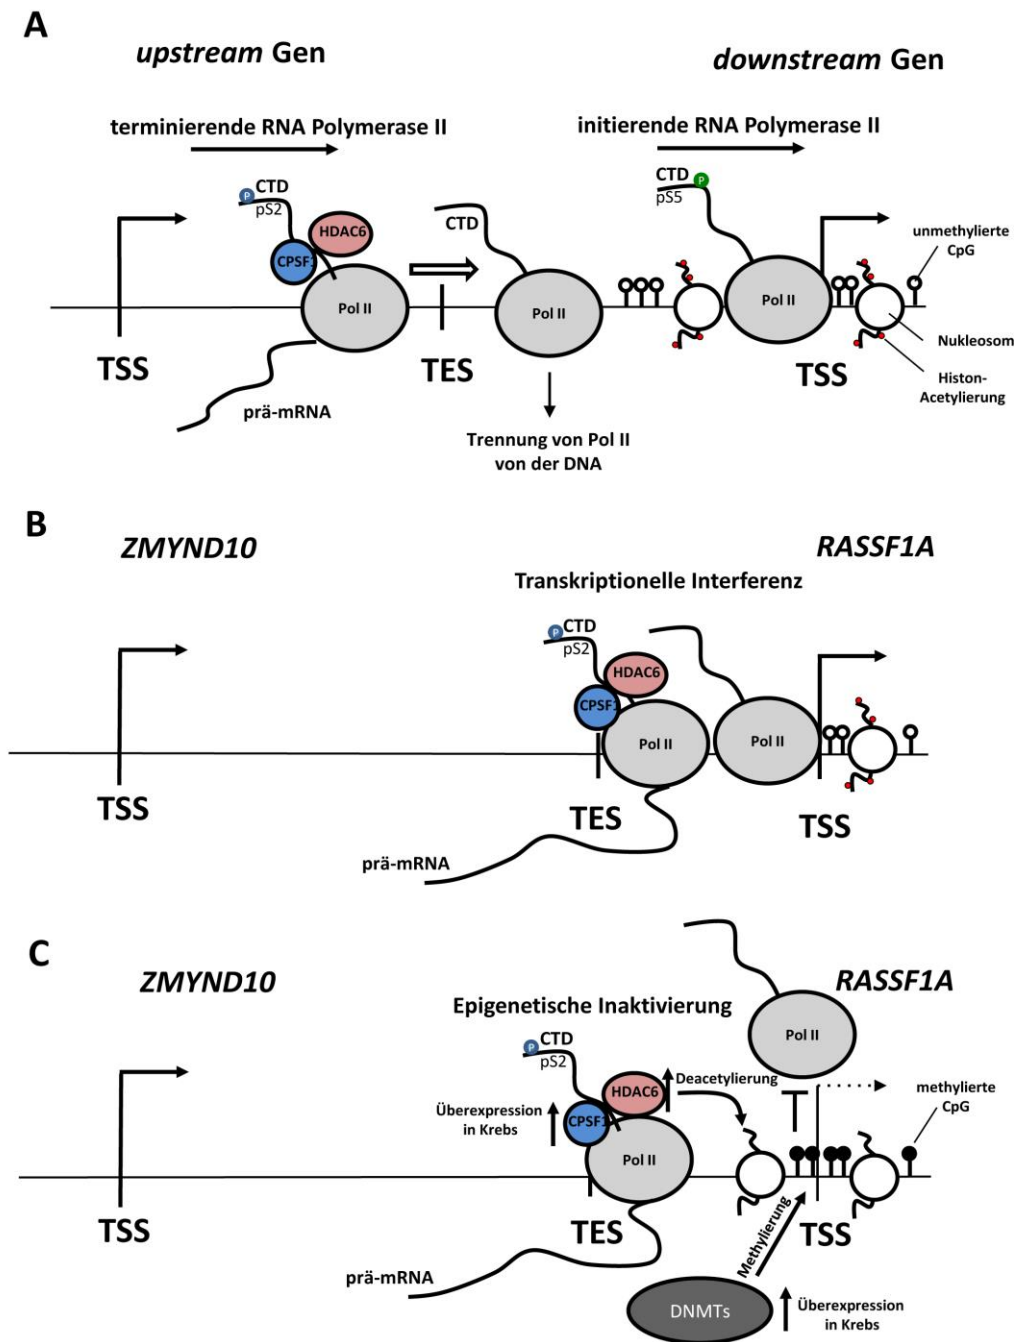 A
upstream Gen
downstream Gen
terminierende RNA Polymerase II
initierende RNA Polymerase II
P
CTD
pS2
HDAC6
CPSF1
CTD
CTD
P
pS5
unmethylierte
CpG
Pol II
Pol II
Pol II
Nukleosom
TSS
TES
TSS
Histon-
Acetylierung
prä-mRNA
Trennung von Pol II
von der DNA
B
ZMYND10
RASSF1A
Transkriptionelle Interferenz
P
CTD
pS2
HDAC6
CPSF1
Pol II
Pol II
TSS
TES
TSS
prä-mRNA
C
ZMYND10
RASSF1A
Epigenetische Inaktivierung
Pol II
P
CTD
pS2
HDAC6
Deacetylierung
methylierte
CpG
Überexpression
in Krebs
CPSF1
Pol II
TSS
TES
Methylierung
TSS
prä-mRNA
DNMTs
Überexpression
in Krebs